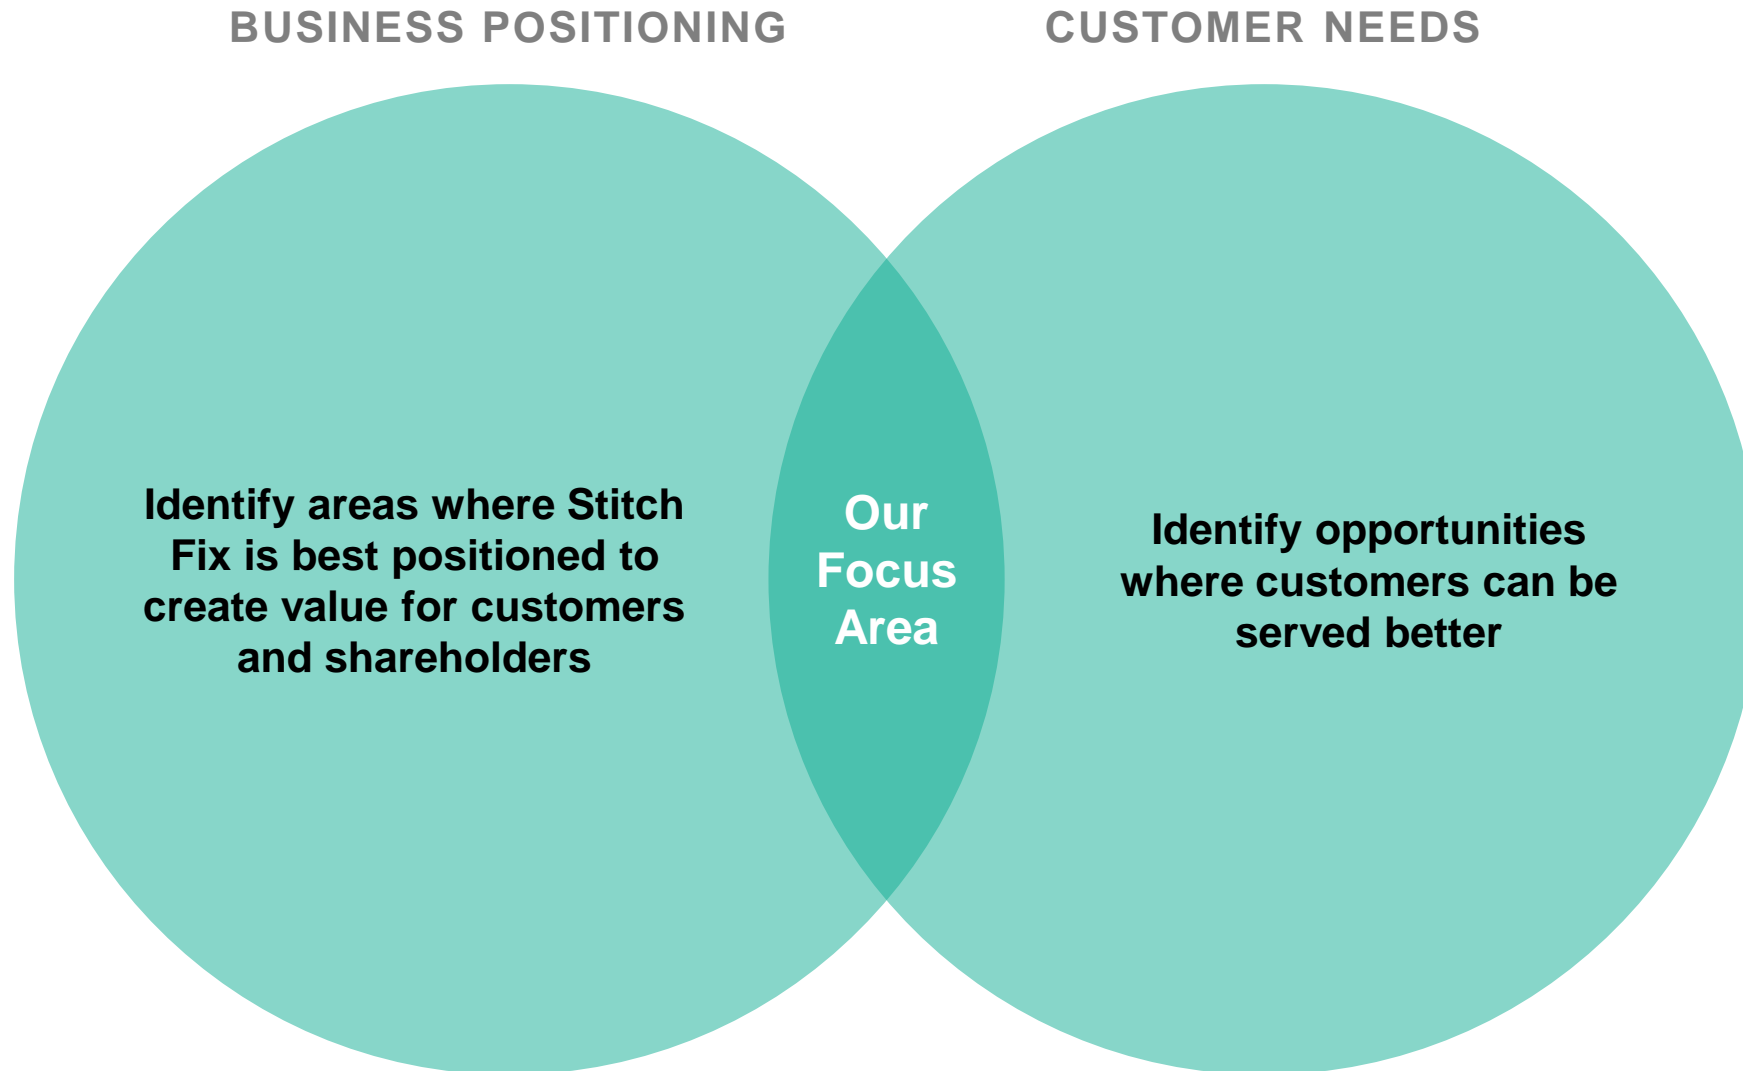 BUSINESS POSITIONING
CUSTOMER NEEDS
Identify areas where Stitch
Fix is best positioned to
create value for customers
and shareholders
Our
Focus
Area
Identify opportunities
where customers can be
served better